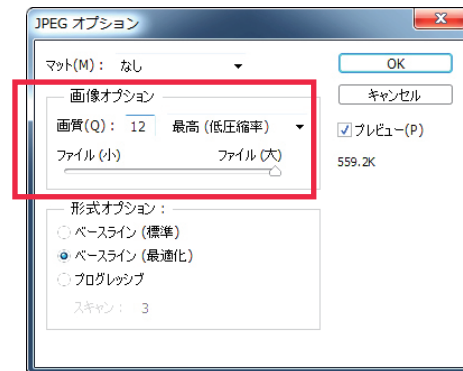 JPEG オプション
マット(M)： なし
OK
キャンセル
プレビュー(P)
559.2K
画像オプション
画質(Q)： 12 最高 (低圧縮率)
ファイル (小) ファイル (大)
形式オプション：
ベースライン (標準)
ベースライン (最適化)
プログレッシブ
スキャン： 3